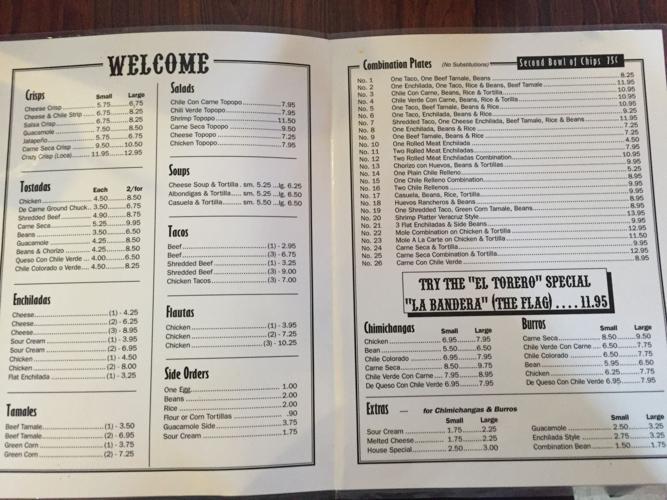 WELCOME
Crisps Small Large
Cheese Crisp 5.75 6.75
Cheese & Chile Strip 6.75 8.25
Salsa Crisp 6.75 8.25
Guacamole 7.50 8.50
Jalapeño 5.75 6.75
Carne Seca Crisp 9.50 10.50
Crazy Crisp (Loca) 11.95 12.95
Tostadas Each 2/for
Chicken 4.50 8.50
De Carne Ground Chuck 3.50 6.75
Shredded Beef 4.90 8.75
Carne Seca 5.25 9.95
Beans 3.50 6.50
Guacamole 4.25 8.50
Beans & Chorizo 4.25 8.50
Queso Con Chile Verde 4.00 6.50
Chile Colorado o Verde 4.50 8.25
Enchiladas
Cheese (1) - 4.25
Cheese (2) - 6.25
Cheese (3) - 8.95
Sour Cream (1) - 3.95
Sour Cream (2) - 6.95
Chicken (1) - 4.50
Chicken (2) - 8.00
Flat Enchilada (1) - 3.25
Tamales
Beef Tamale (1) - 3.50
Beef Tamale (2) - 6.95
Green Corn (1) - 3.75
Green Corn (2) - 7.25
Salads
Chile Con Carne Topopo 7.95
Chili Verde Topopo 7.95
Shrimp Topopo 11.50
Carne Seca Topopo 9.50
Cheese Topopo 7.25
Chicken Topopo 7.95
Soups
Cheese Soup & Tortilla sm. 5.25 lg. 6.25
Albondigas & Tortilla sm. 5.25 lg. 6.50
Casuela & Tortilla sm. 5.50 lg. 6.50
Tacos
Beef (1) - 2.95
Beef (3) - 6.75
Shredded Beef (1) - 3.25
Shredded Beef (3) - 9.00
Chicken Tacos (3) - 7.00
Flautas
Chicken (1) - 3.95
Chicken (2) - 7.25
Chicken (3) - 10.25
Side Orders
One Egg 1.00
Beans 2.00
Rice 2.00
Flour or Corn Tortillas .90
Guacamole Side 3.75
Sour Cream 1.75
Combination Plates (No Substitutions) Second Bowl of Chips 75¢
No. 1 One Taco, One Beef Tamale, Beans 8.25
No. 2 One Enchilada, One Taco, Rice & Beans, Beef Tamale 11.95
No. 3 Chile Con Carne, Beans, Rice & Tortilla 10.95
No. 4 Chile Verde Con Carne, Beans, Rice & Tortilla 10.95
No. 5 One Taco, Beef Tamale, Beans & Rice 10.95
No. 6 One Taco, Enchilada, Beans & Rice 9.25
No. 7 Shredded Taco, One Cheese Enchilada, Beef Tamale, Rice & Beans 11.95
No. 8 One Enchilada, Beans & Rice 7.25
No. 9 One Beef Tamale, Beans & Rice 7.25
No. 10 One Rolled Meat Enchilada 4.50
No. 11 Two Rolled Meat Enchiladas 7.95
No. 12 Two Rolled Meat Enchiladas Combination 10.95
No. 13 Chorizo con Huevos, Beans & Tortillas 9.95
No. 14 One Plain Chile Relleno 5.25
No. 15 One Chile Relleno Combination 8.95
No. 16 Two Chile Rellenos 9.95
No. 17 Casuela, Beans, Rice, Tortilla 9.95
No. 18 Huevos Rancheros & Beans 8.95
No. 19 One Shredded Taco, Green Corn Tamale, Beans 8.95
No. 20 Shrimp Platter Veracruz Style 13.95
No. 21 3 Flat Enchiladas & Side Beans 9.95
No. 22 Mole Combination on Chicken & Tortilla 12.95
No. 23 Mole A La Carte on Chicken & Tortilla 11.50
No. 24 Carne Seca & Tortilla 9.95
No. 25 Carne Seca Combination & Tortilla 12.95
No. 26 Carne Con Chile Verde 8.95
TRY THE "EL TORERO" SPECIAL
"LA BANDERA" (THE FLAG) .... 11.95
Chimichangas Small Large
Chicken 6.95 7.95
Bean 5.50 6.50
Chile Colorado 6.95 7.95
Carne Seca 8.50 9.50
Chile Verde Con Carne 7.95 8.95
De Queso Con Chile Verde 6.95 7.95
Burros Small Large
Carne Seca 8.50 9.50
Chile Verde Con Carne 6.50 7.75
Chile Colorado 6.50 7.75
Bean 5.95 6.50
Chicken 6.25 7.75
De Queso Con Chile Verde 6.95 7.95
Extras for Chimichangas & Burros
Small Large
Sour Cream 1.75 2.25
Melted Cheese 1.75 2.25
House Special 2.50 3.00
Small Large
Guacamole 2.50 3.25
Enchilada Style 2.75 3.25
Combination Bean 1.50 1.75